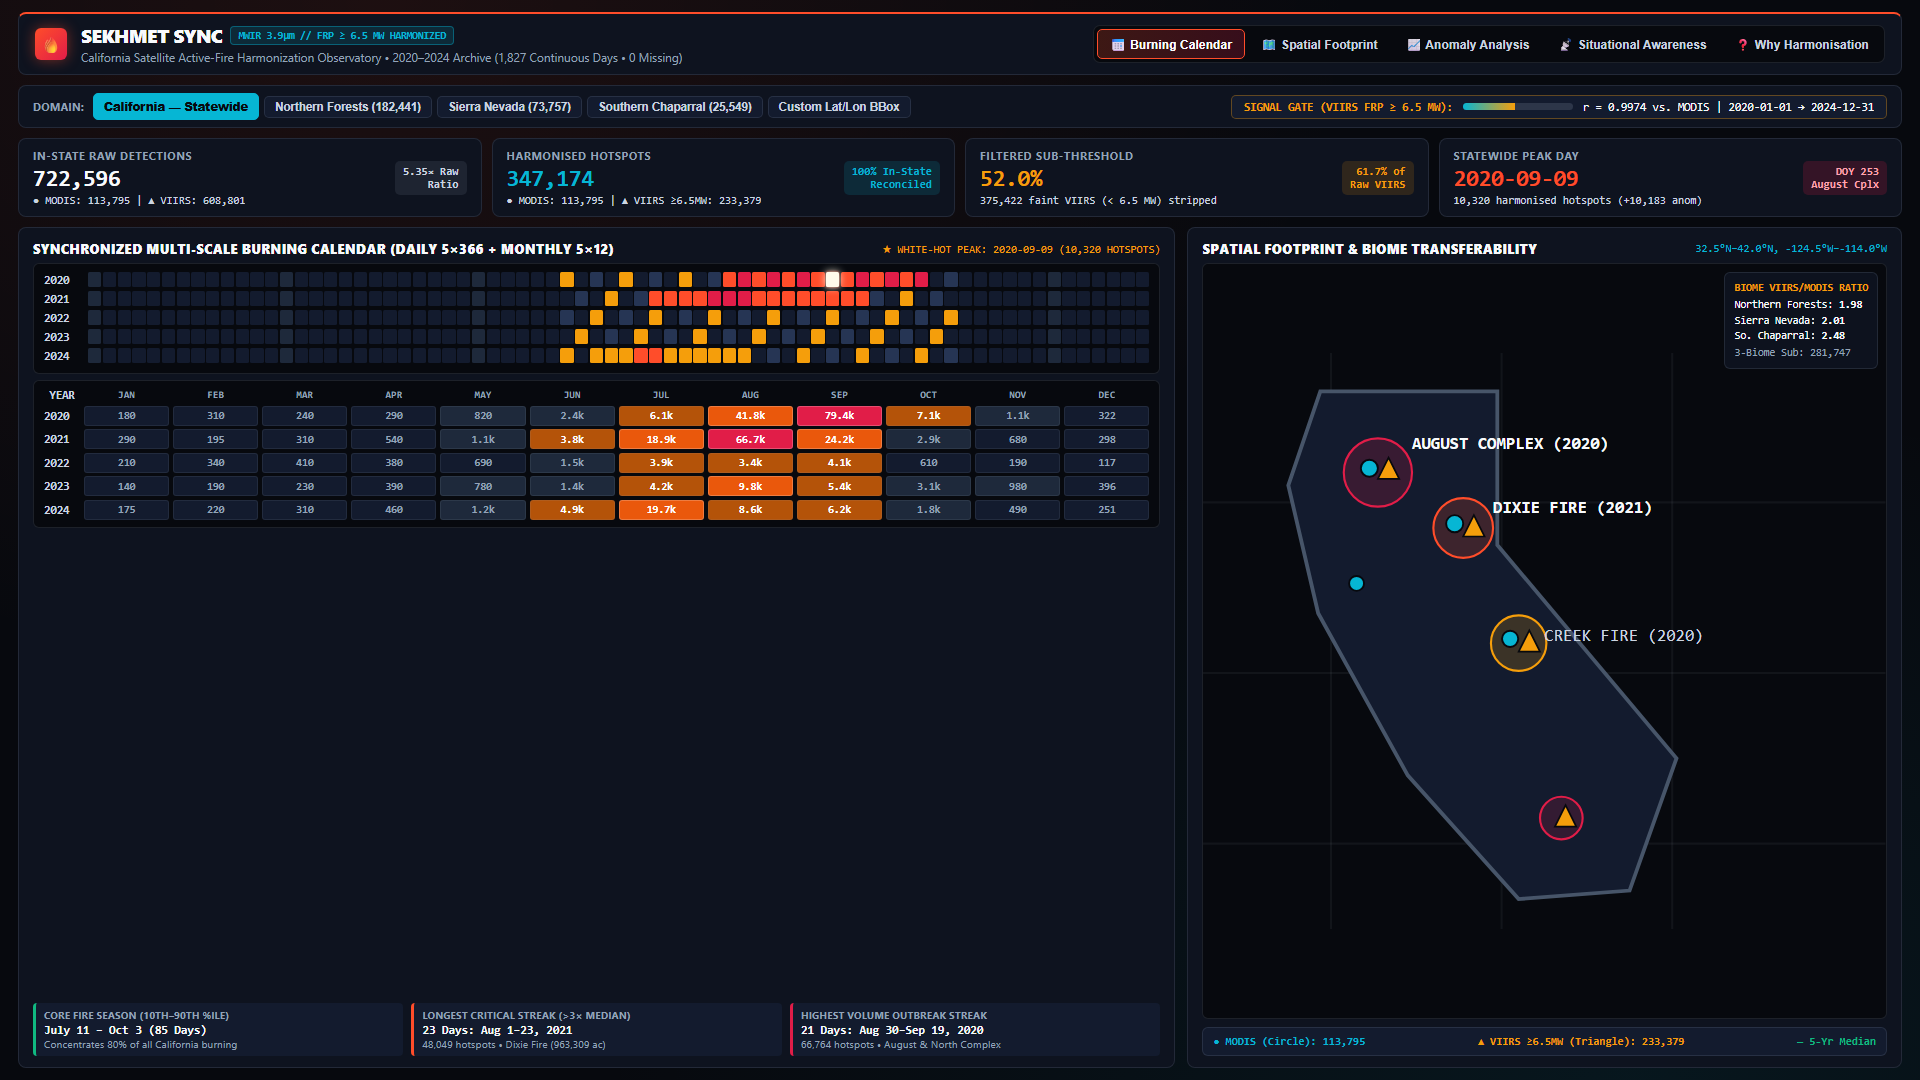 SEKHMET SYNC MWIR 3.9µm // FRP ≥ 6.5 MW HARMONIZED
California Satellite Active-Fire Harmonization Observatory • 2020–2024 Archive (1,827 Continuous Days • 0 Missing)
Burning Calendar Spatial Footprint Anomaly Analysis Situational Awareness Why Harmonisation
DOMAIN: California — Statewide Northern Forests (182,441) Sierra Nevada (73,757) Southern Chaparral (25,549) Custom Lat/Lon BBox
SIGNAL GATE (VIIRS FRP ≥ 6.5 MW): r = 0.9974 vs. MODIS | 2020-01-01 → 2024-12-31
IN-STATE RAW DETECTIONS
722,596
● MODIS: 113,795 | ▲ VIIRS: 608,801
5.35× Raw
Ratio
HARMONISED HOTSPOTS
347,174
● MODIS: 113,795 | ▲ VIIRS ≥6.5MW: 233,379
100% In-State
Reconciled
FILTERED SUB-THRESHOLD
52.0%
375,422 faint VIIRS (< 6.5 MW) stripped
61.7% of
Raw VIIRS
STATEWIDE PEAK DAY
2020-09-09
10,320 harmonised hotspots (+10,183 anom)
DOY 253
August Cplx
SYNCHRONIZED MULTI-SCALE BURNING CALENDAR (DAILY 5×366 + MONTHLY 5×12)
★ WHITE-HOT PEAK: 2020-09-09 (10,320 HOTSPOTS)
2020
2021
2022
2023
2024
YEAR JAN FEB MAR APR MAY JUN JUL AUG SEP OCT NOV DEC
2020 180 310 240 290 820 2.4k 6.1k 41.8k 79.4k 7.1k 1.1k 322
2021 290 195 310 540 1.1k 3.8k 18.9k 66.7k 24.2k 2.9k 680 298
2022 210 340 410 380 690 1.5k 3.9k 3.4k 4.1k 610 190 117
2023 140 190 230 390 780 1.4k 4.2k 9.8k 5.4k 3.1k 980 396
2024 175 220 310 460 1.2k 4.9k 19.7k 8.6k 6.2k 1.8k 490 251
CORE FIRE SEASON (10TH–90TH %ILE)
July 11 – Oct 3 (85 Days)
Concentrates 80% of all California burning
LONGEST CRITICAL STREAK (>3× MEDIAN)
23 Days: Aug 1–23, 2021
48,049 hotspots • Dixie Fire (963,309 ac)
HIGHEST VOLUME OUTBREAK STREAK
21 Days: Aug 30–Sep 19, 2020
66,764 hotspots • August & North Complex
SPATIAL FOOTPRINT & BIOME TRANSFERABILITY
32.5°N–42.0°N, -124.5°W–-114.0°W
BIOME VIIRS/MODIS RATIO
Northern Forests: 1.98
Sierra Nevada: 2.01
So. Chaparral: 2.48
3-Biome Sub: 281,747
AUGUST COMPLEX (2020)
DIXIE FIRE (2021)
CREEK FIRE (2020)
● MODIS (Circle): 113,795 ▲ VIIRS ≥6.5MW (Triangle): 233,379 — 5-Yr Median